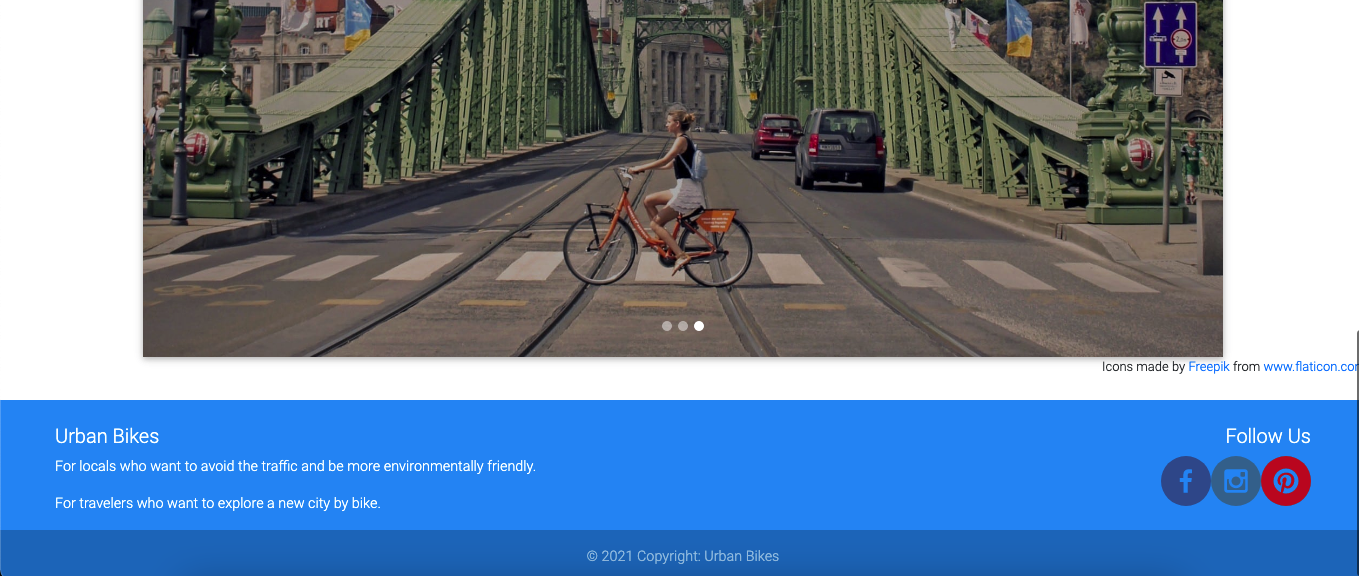 Icons made by Freepik from www.flaticon.cor
Urban Bikes
Follow Us
For locals who want to avoid the traffic and be more environmentally friendly.
For travelers who want to explore a new city by bike.
© 2021 Copyright: Urban Bikes